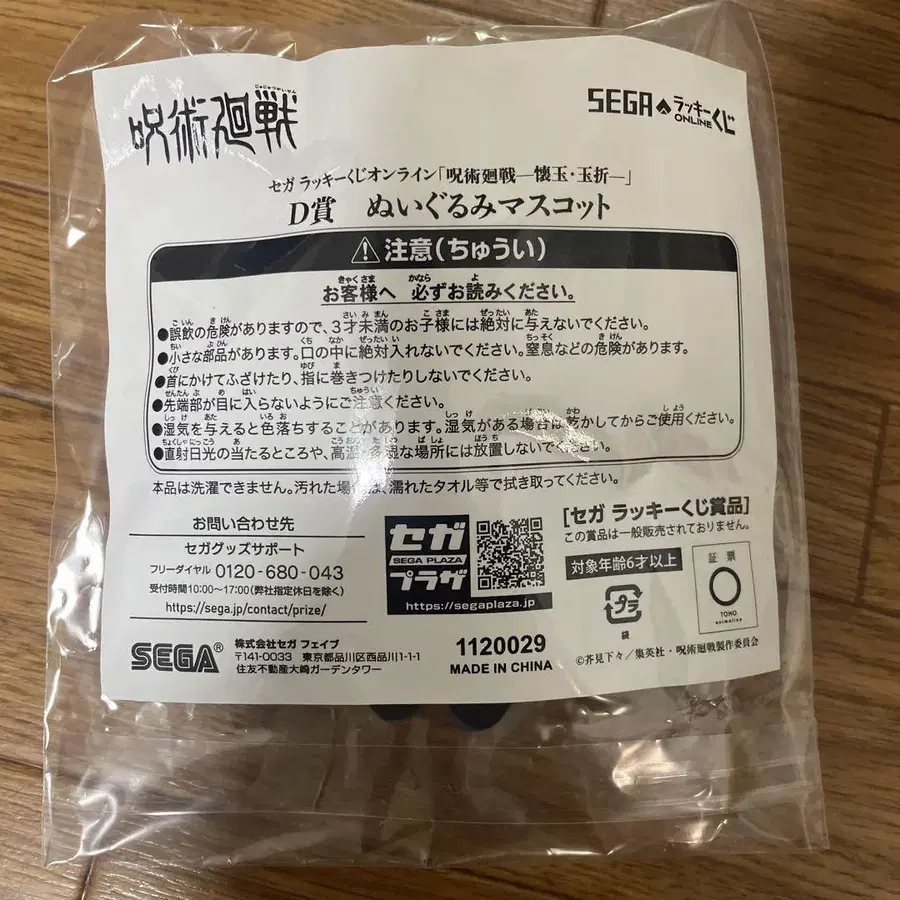 じゅじゅつかいせん
呪術廻戦
SEGA ラッキーくじ ONLINE
セガ ラッキーくじオンライン「呪術廻戦―懐玉・玉折―」
D賞 ぬいぐるみマスコット
注意(ちゅうい)
お客様へ 必ずお読みください。
●誤飲の危険がありますので、3才未満のお子様には絶対に与えないでください。
●小さな部品があります。口の中に絶対入れないでください。窒息などの危険があります。
●首にかけてふざけたり、指に巻きつけたりしないでください。
●先端部が目に入らないようにご注意ください。
●湿気を与えると色落ちすることがあります。湿気がある場合は乾かしてからご使用ください。
●直射日光の当たるところや、高温・多湿な場所には放置しないでください。
本品は洗濯できません。汚れた場合は、濡れたタオル等で拭き取ってください。
お問い合わせ先
セガグッズサポート
フリーダイヤル 0120-680-043
受付時間10:00~17:00(弊社指定休日を除く)
https://sega.jp/contact/prize/
セガ
SEGA PLAZA
プラザ
https://segaplaza.jp
[セガ ラッキーくじ賞品]
この賞品は一般販売されておりません。
対象年齢6才以上
プラ
袋
証票
TOHO
animation
SEGA®
株式会社セガ フェイブ
〒141-0033 東京都品川区西品川1-1-1
住友不動産大崎ガーデンタワー
1120029
MADE IN CHINA
©芥見下々/集英社・呪術廻戦製作委員会